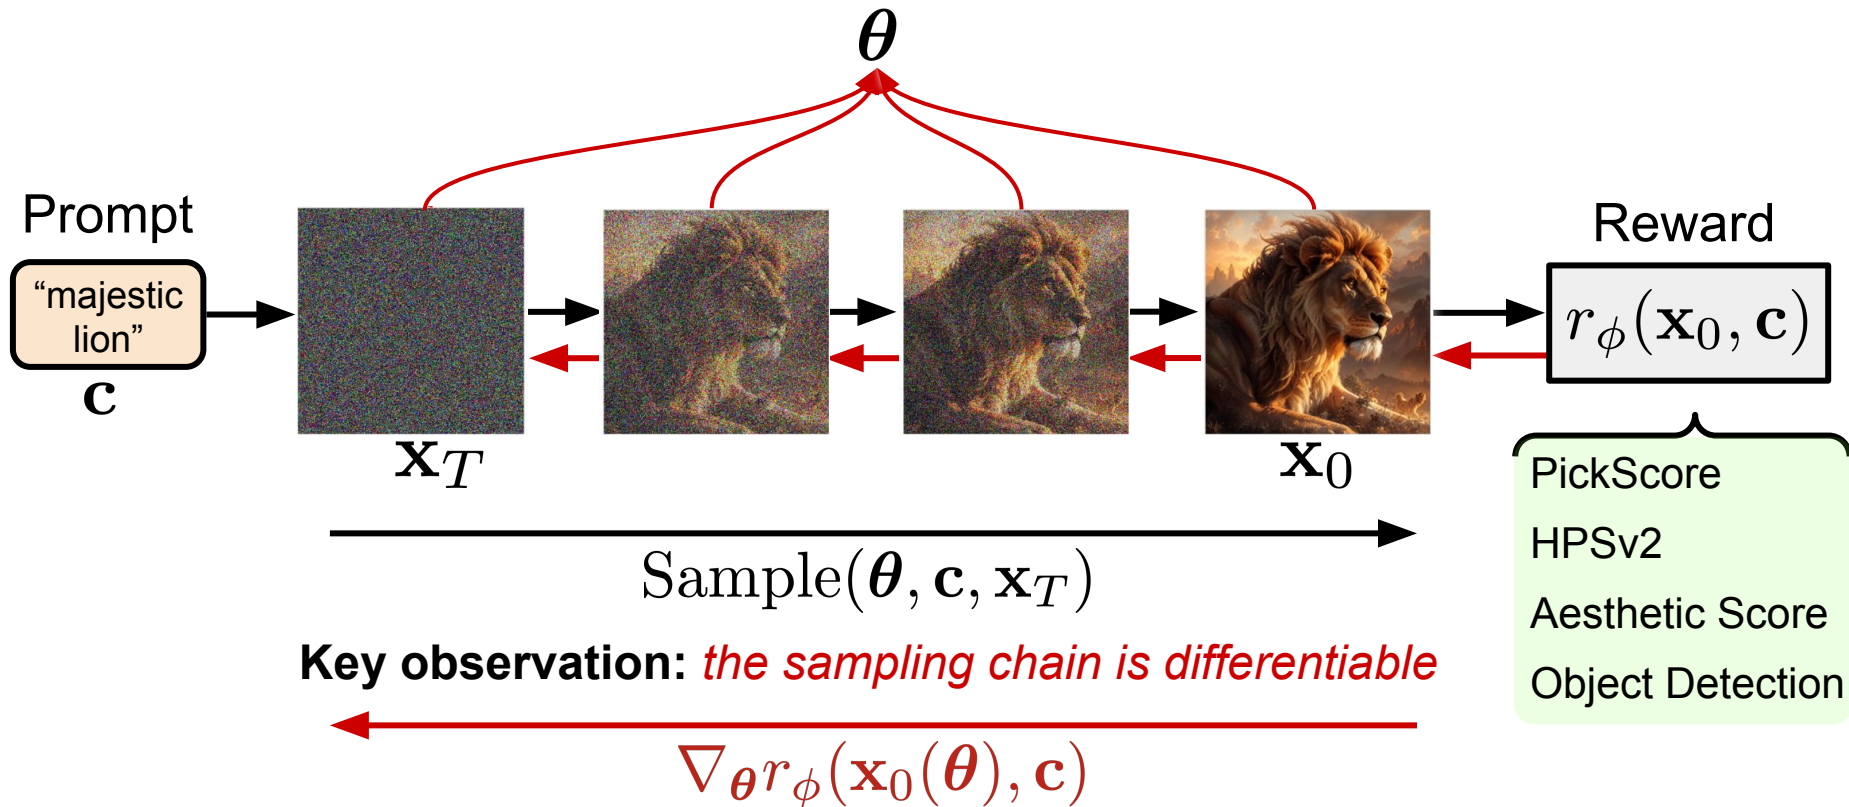 θ
Prompt
“majestic
lion”
c
x_T
x_0
Reward
r_ϕ(x_0, c)
PickScore
HPSv2
Aesthetic Score
Object Detection
Sample(θ, c, x_T)
Key observation: the sampling chain is differentiable
∇_θ r_ϕ(x_0(θ), c)